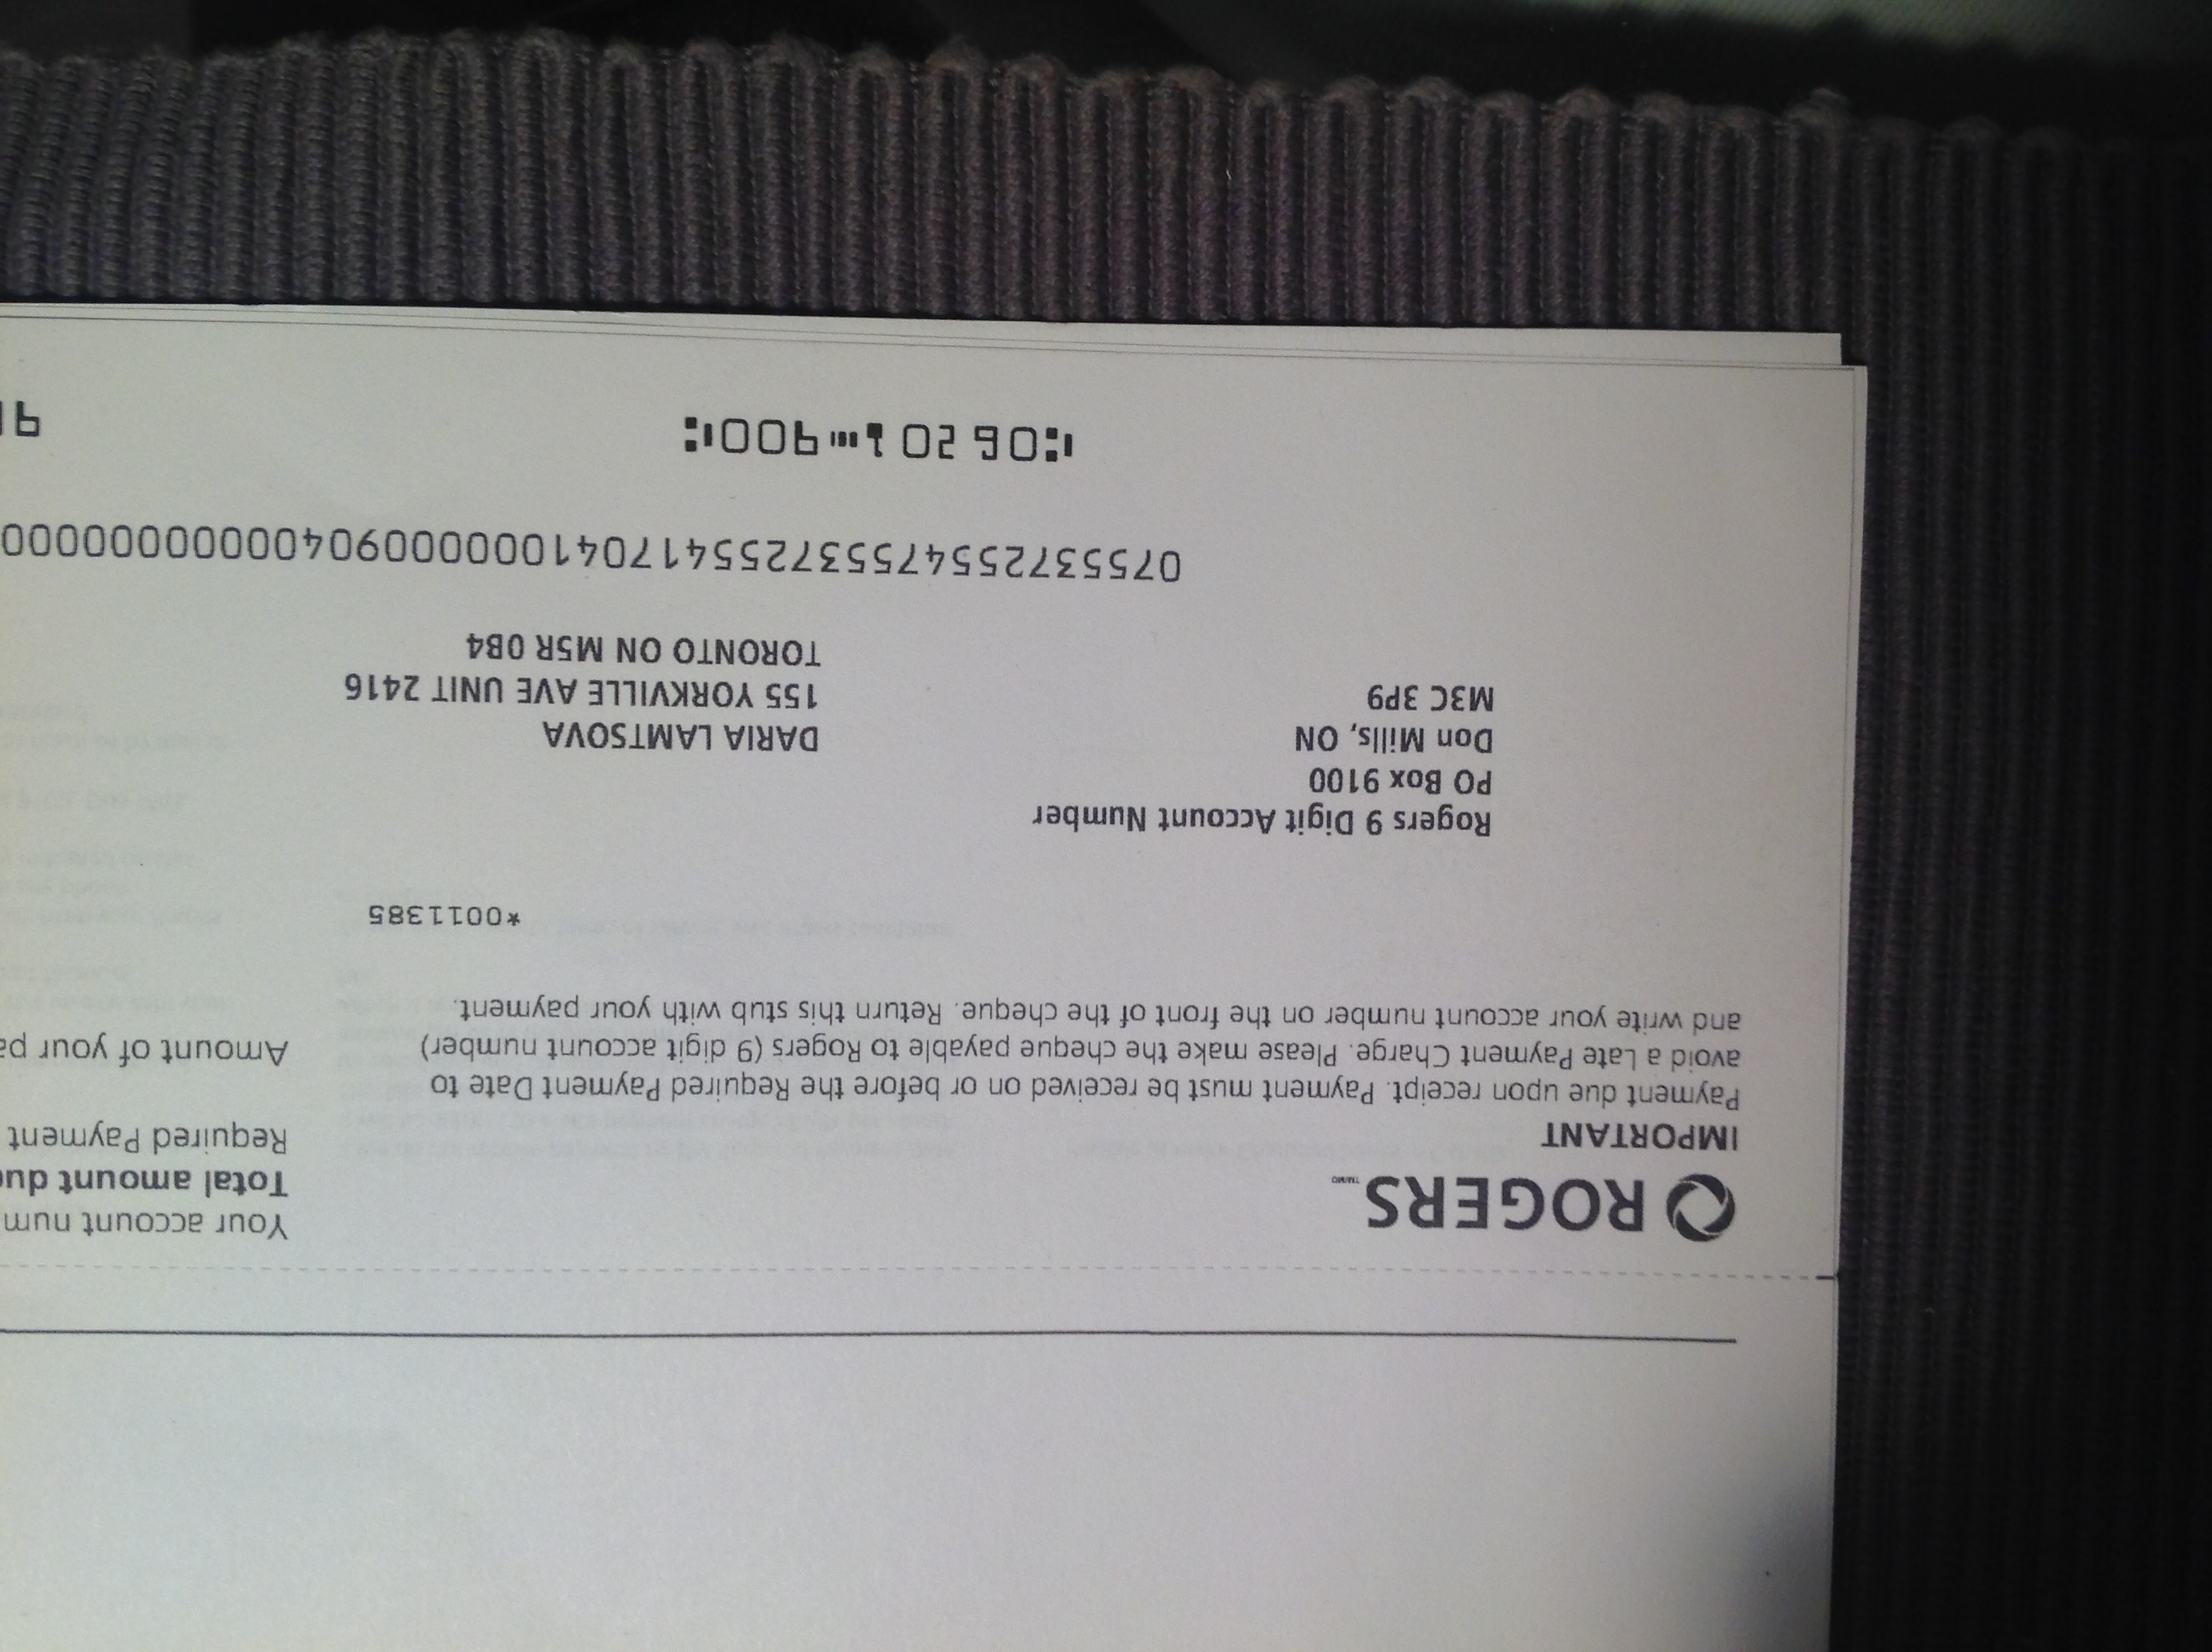 ROGERS
IMPORTANT
Payment due upon receipt. Payment must be received on or before the Required Payment Date to
avoid a Late Payment Charge. Please make the cheque payable to Rogers (9 digit account number)
and write your account number on the front of the cheque. Return this stub with your payment.
Your account num
Total amount due
Required Payment
Amount of your pa
*0011385
Rogers 9 Digit Account Number
PO Box 9100
Don Mills, ON
M3C 3P9
DARIA LAMTSOVA
155 YORKVILLE AVE UNIT 2416
TORONTO ON M5R 0B4
07553725547553725541704100000090400000000000
⑆06201⑉900⑆